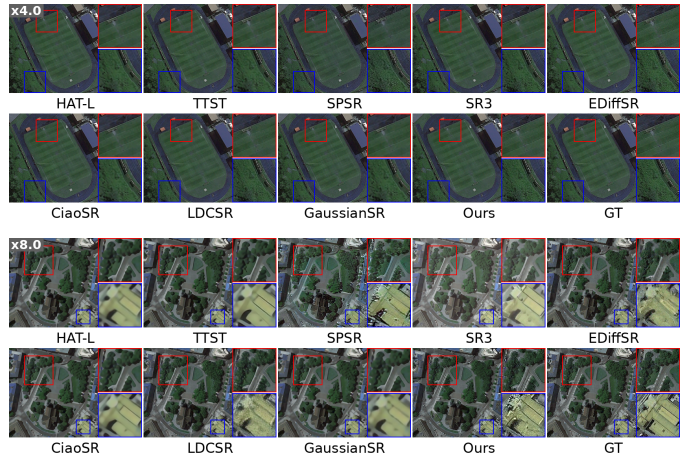 x4.0
HAT-L TTST SPSR SR3 EDiffSR
CiaoSR LDCSR GaussianSR Ours GT
x8.0
HAT-L TTST SPSR SR3 EDiffSR
CiaoSR LDCSR GaussianSR Ours GT